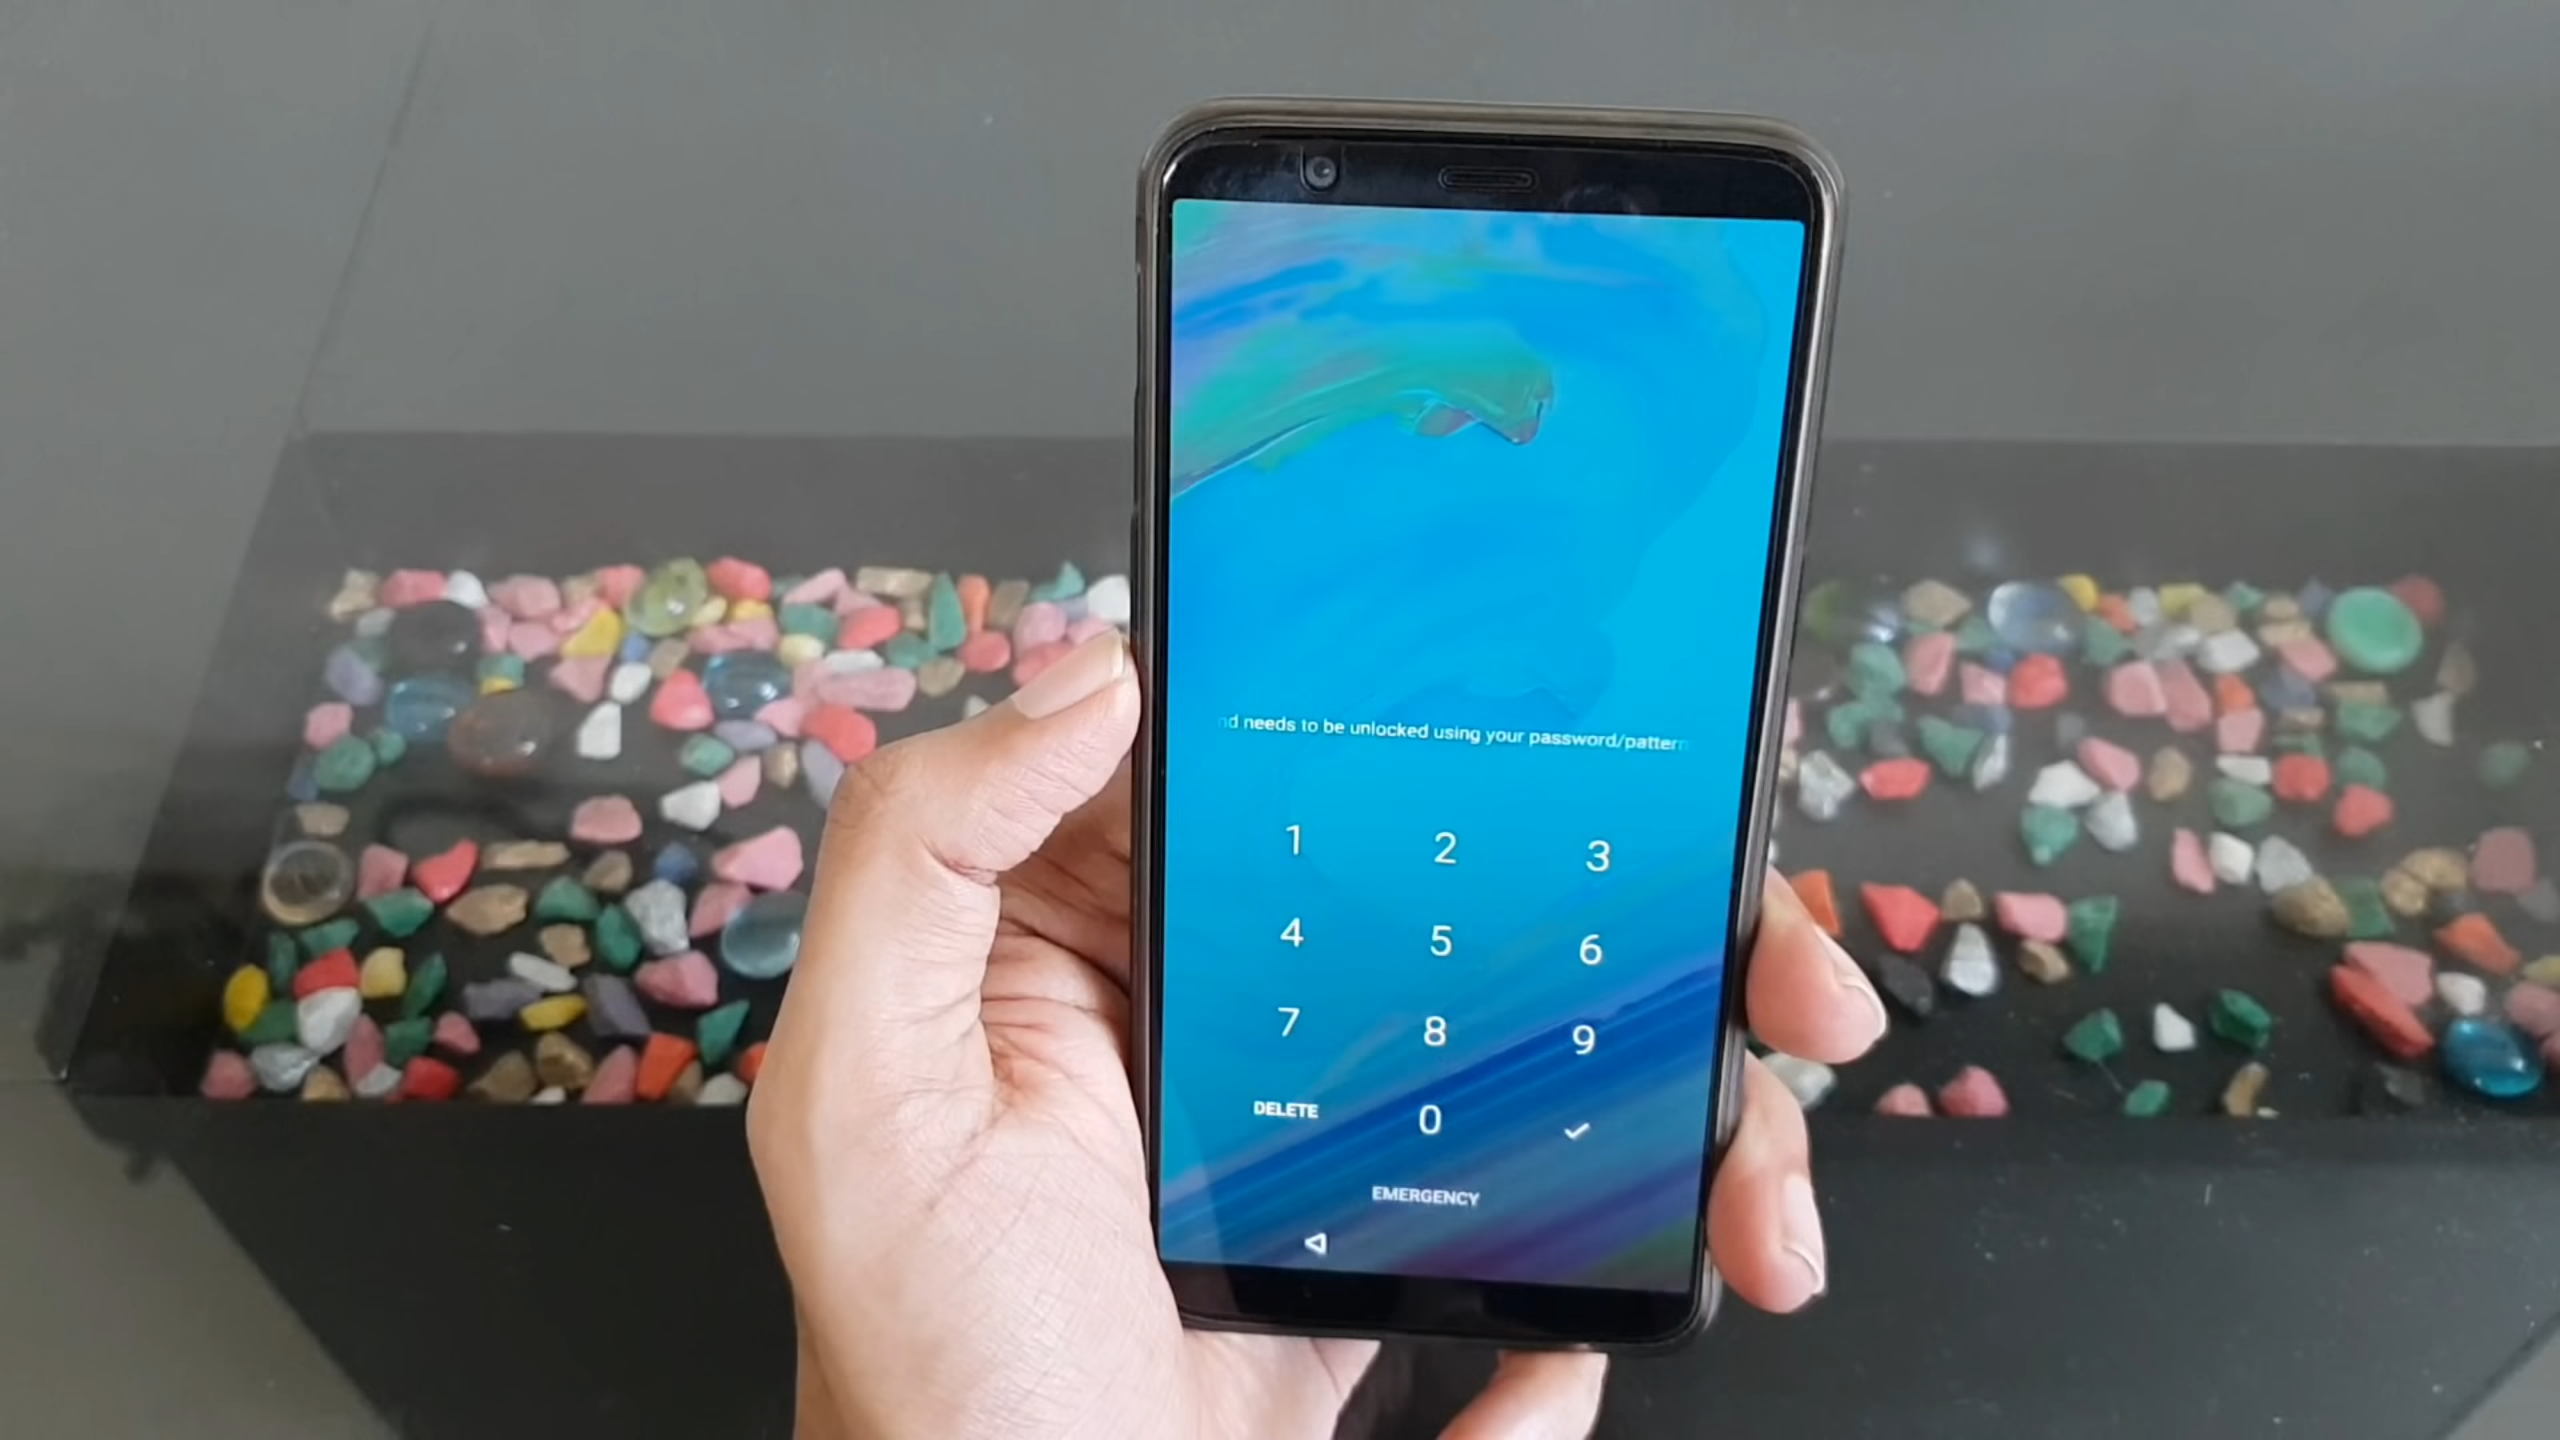 nd needs to be unlocked using your password/pattern
1 2 3
4 5 6
7 8 9
DELETE 0
EMERGENCY